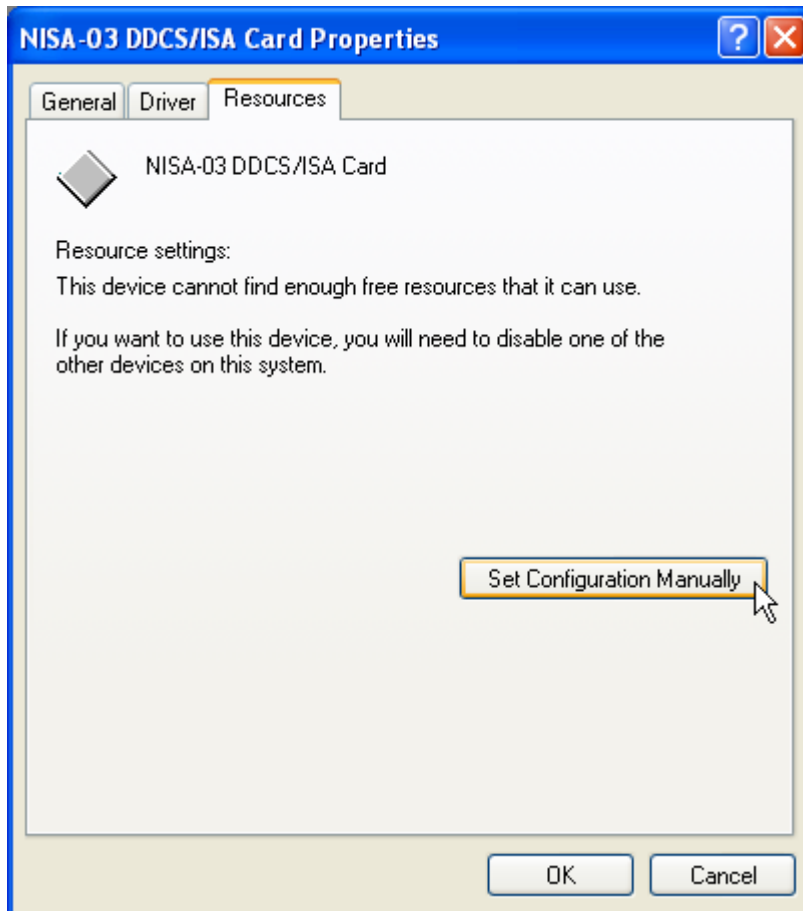 NISA-03 DDCS/ISA Card Properties
General Driver Resources
NISA-03 DDCS/ISA Card
Resource settings:
This device cannot find enough free resources that it can use.
If you want to use this device, you will need to disable one of the
other devices on this system.
Set Configuration Manually
OK Cancel